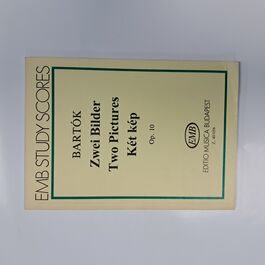 EMB STUDY SCORES
BARTÓK
Zwei Bilder
Two Pictures
Két kép
Op. 10
EMB
EDITIO MUSICA BUDAPEST